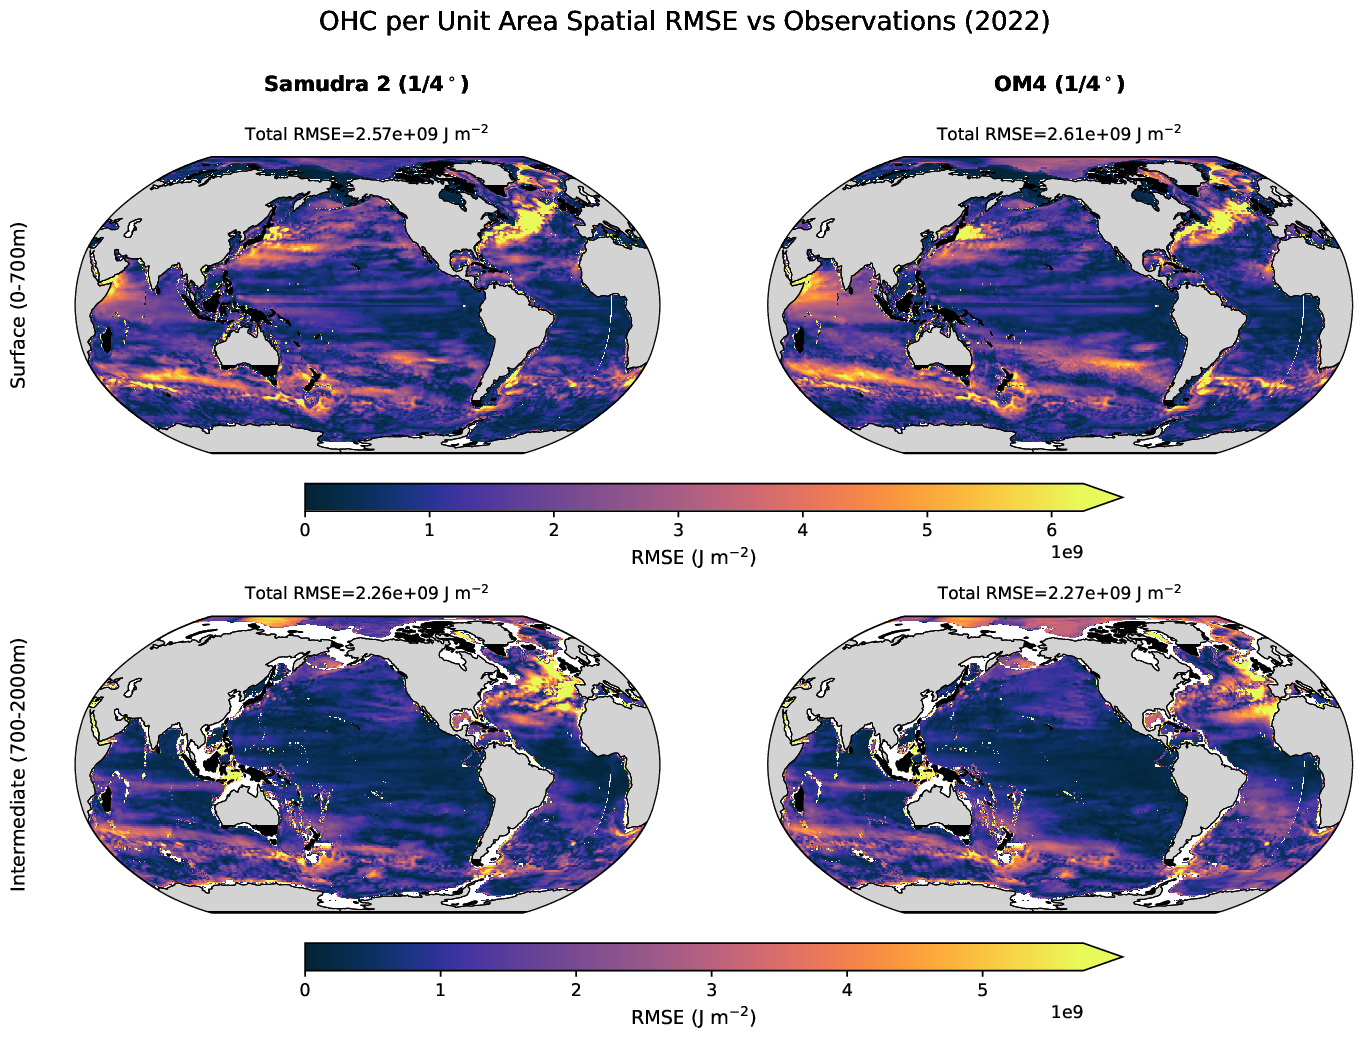 OHC per Unit Area Spatial RMSE vs Observations (2022)
Samudra 2 (1/4°)
OM4 (1/4°)
Total RMSE=2.57e+09 J m⁻²
Total RMSE=2.61e+09 J m⁻²
Surface (0-700m)
0 1 2 3 4 5 6
1e9
RMSE (J m⁻²)
Total RMSE=2.26e+09 J m⁻²
Total RMSE=2.27e+09 J m⁻²
Intermediate (700-2000m)
0 1 2 3 4 5
1e9
RMSE (J m⁻²)